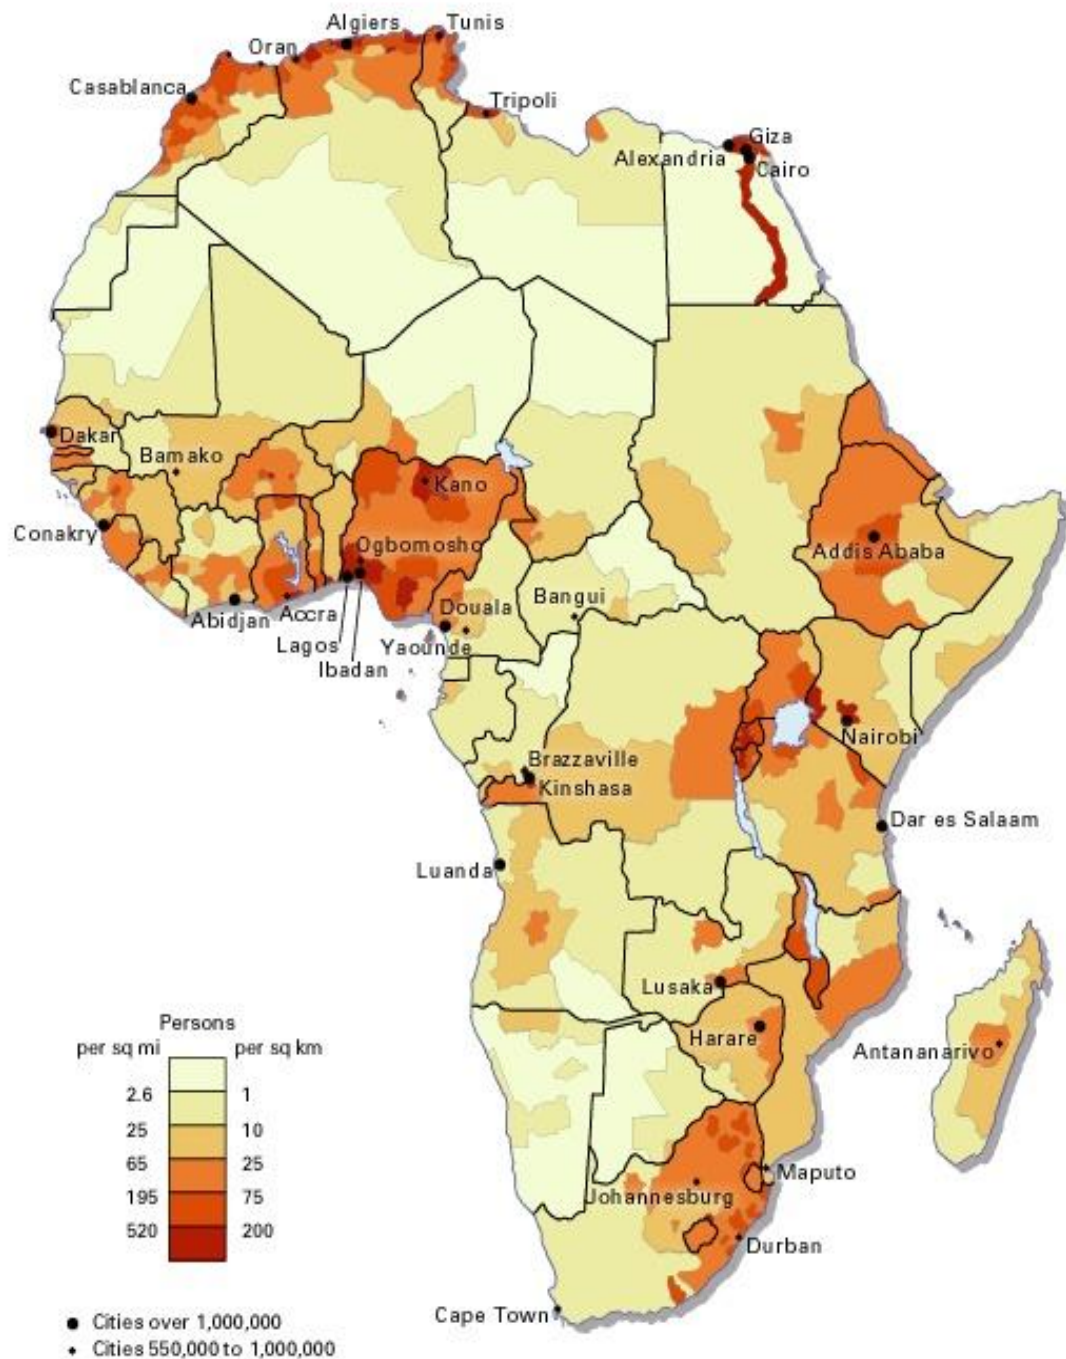 Algiers
Tunis
Oran
Casablanca
Tripoli
Giza
Alexandria
Cairo
Dakar
Bamako
Kano
Conakry
Ogbomosho
Addis Ababa
Abidjan
Accra
Douala
Bangui
Lagos
Yaounde
Ibadan
Nairobi
Brazzaville
Kinshasa
Dar es Salaam
Luanda
Lusaka
Harare
Antananarivo
Maputo
Johannesburg
Durban
Cape Town
Persons
per sq mi per sq km
2.6 1
25 10
65 25
195 75
520 200
Cities over 1,000,000
Cities 550,000 to 1,000,000